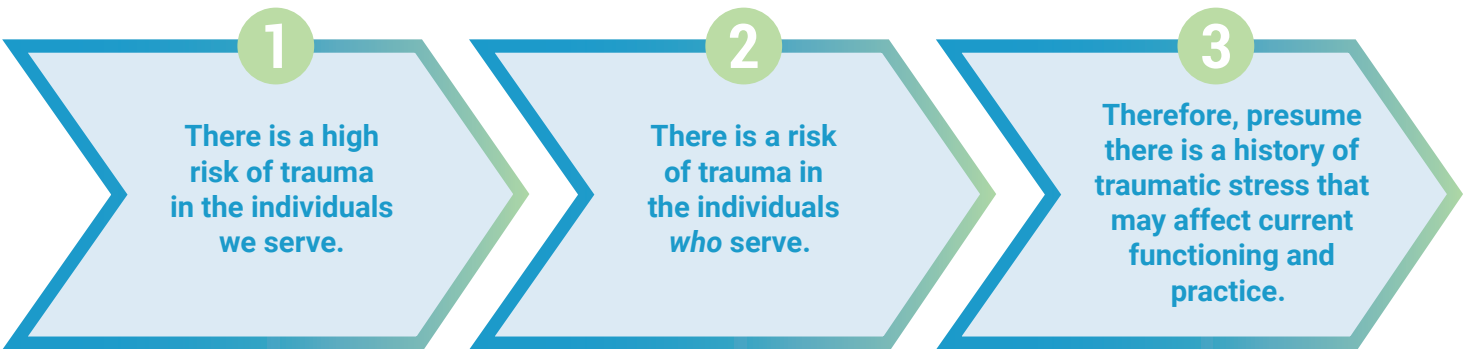 1
There is a high
risk of trauma
in the individuals
we serve.
2
There is a risk
of trauma in
the individuals
who serve.
3
Therefore, presume
there is a history of
traumatic stress that
may affect current
functioning and
practice.